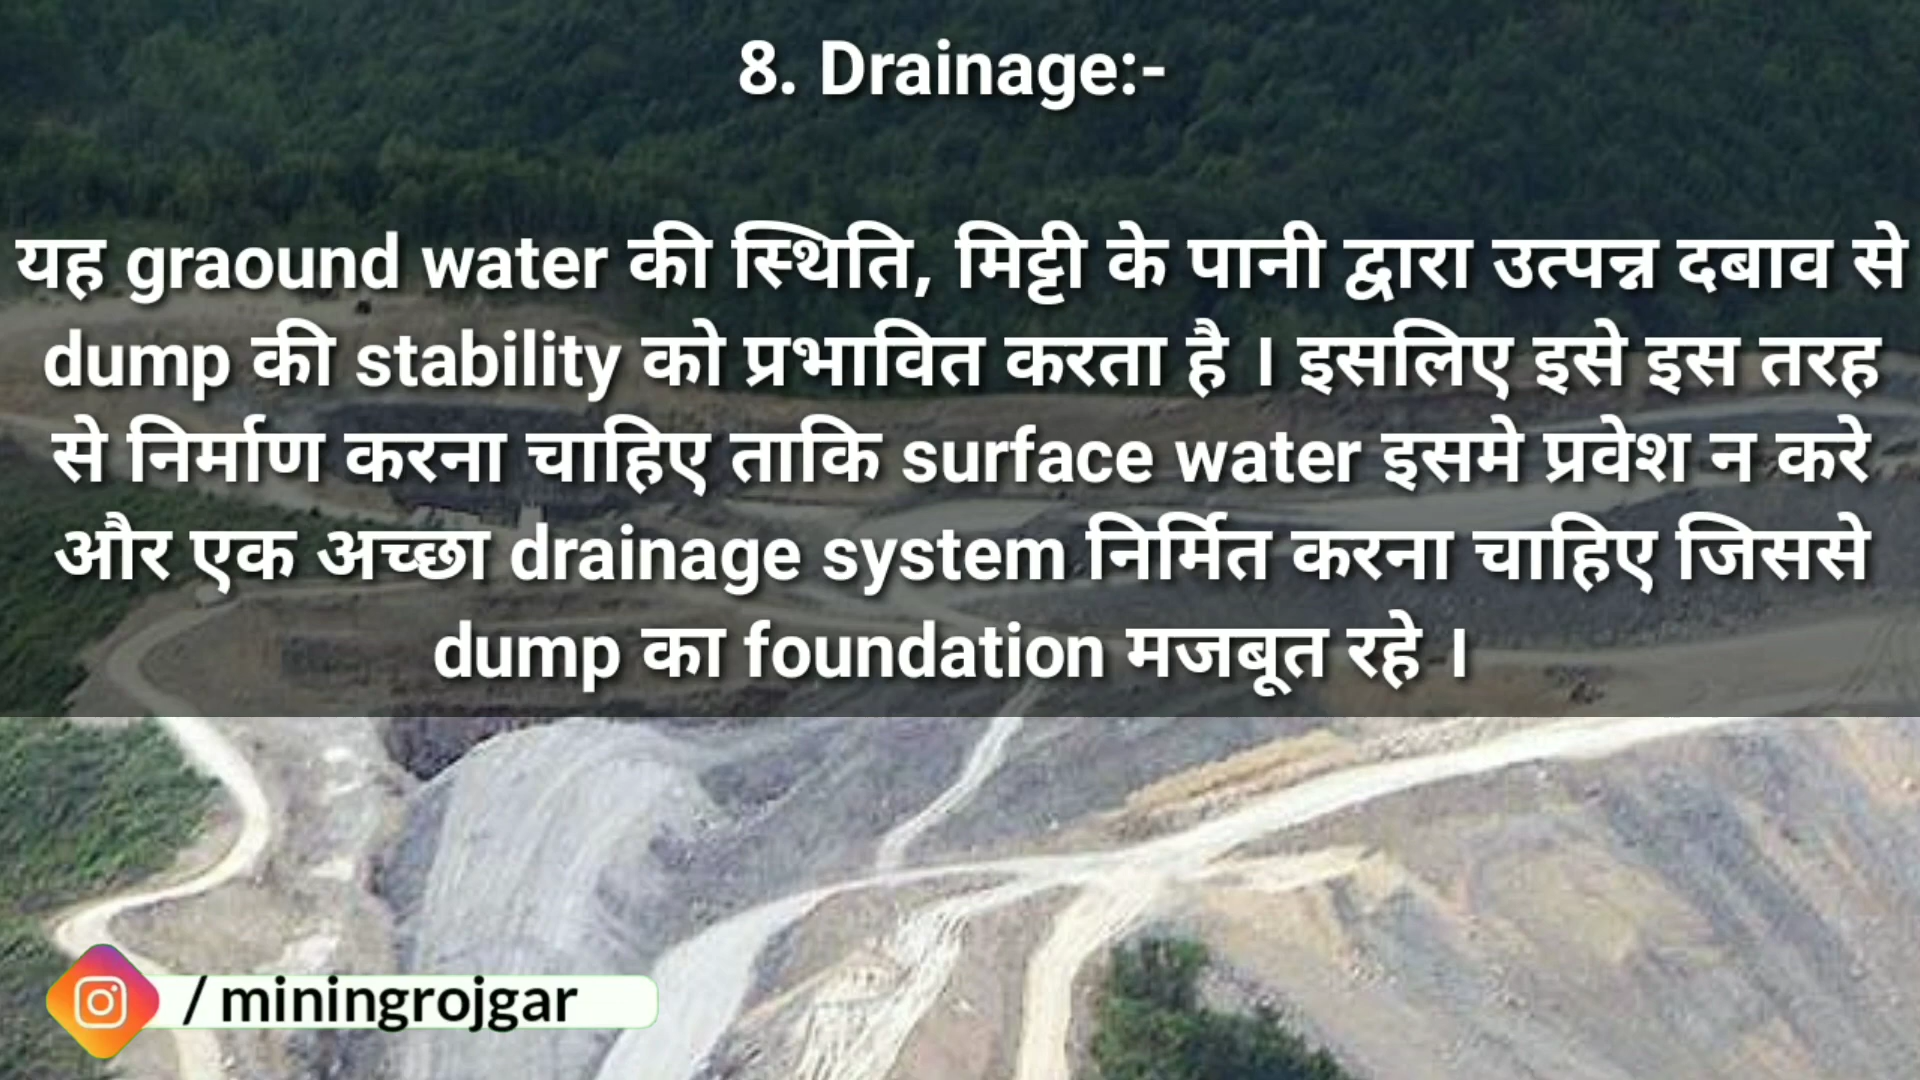 8. Drainage:-
यह graound water की स्थिति, मिट्टी के पानी द्वारा उत्पन्न दबाव से
dump की stability को प्रभावित करता है । इसलिए इसे इस तरह
से निर्माण करना चाहिए ताकि surface water इसमे प्रवेश न करे
और एक अच्छा drainage system निर्मित करना चाहिए जिससे
dump का foundation मजबूत रहे ।
/ miningrojgar